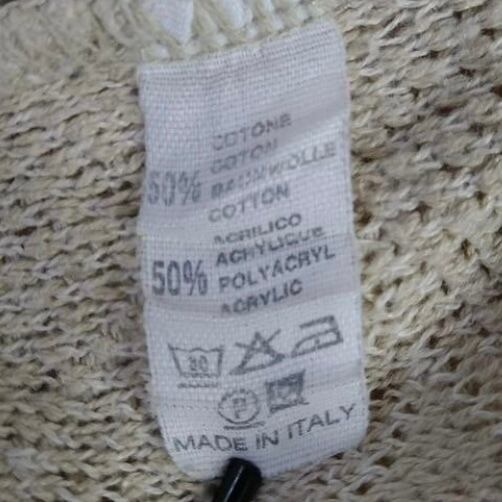 50%
COTONE
COTON
BAUMWOLLE
COTTON
50%
ACRILICO
ACRYLIQUE
POLYACRYL
ACRYLIC
30
P
MADE IN ITALY